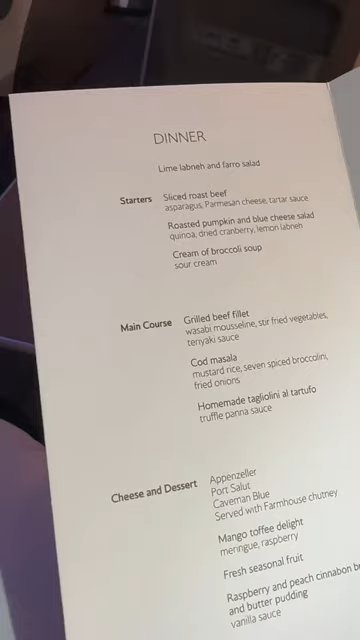 DINNER
Lime labneh and farro salad
Starters
Sliced roast beef
asparagus, Parmesan cheese, tartar sauce
Roasted pumpkin and blue cheese salad
quinoa, dried cranberry, lemon labneh
Cream of broccoli soup
sour cream
Main Course
Grilled beef fillet
wasabi mousseline, stir fried vegetables,
teriyaki sauce
Cod masala
mustard rice, seven spiced broccolini,
fried onions
Homemade tagliolini al tartufo
truffle panna sauce
Cheese and Dessert
Appenzeller
Port Salut
Caveman Blue
Served with Farmhouse chutney
Mango toffee delight
meringue, raspberry
Fresh seasonal fruit
Raspberry and peach cinnabon
and butter pudding
vanilla sauce